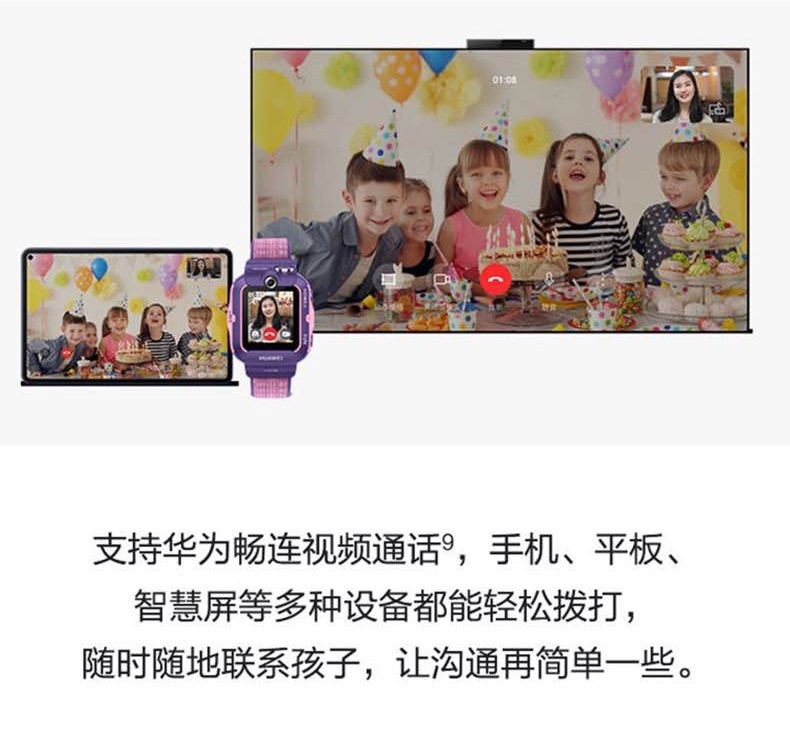 01:08
HUAWEI
支持华为畅连视频通话9，手机、平板、
智慧屏等多种设备都能轻松拨打，
随时随地联系孩子，让沟通再简单一些。